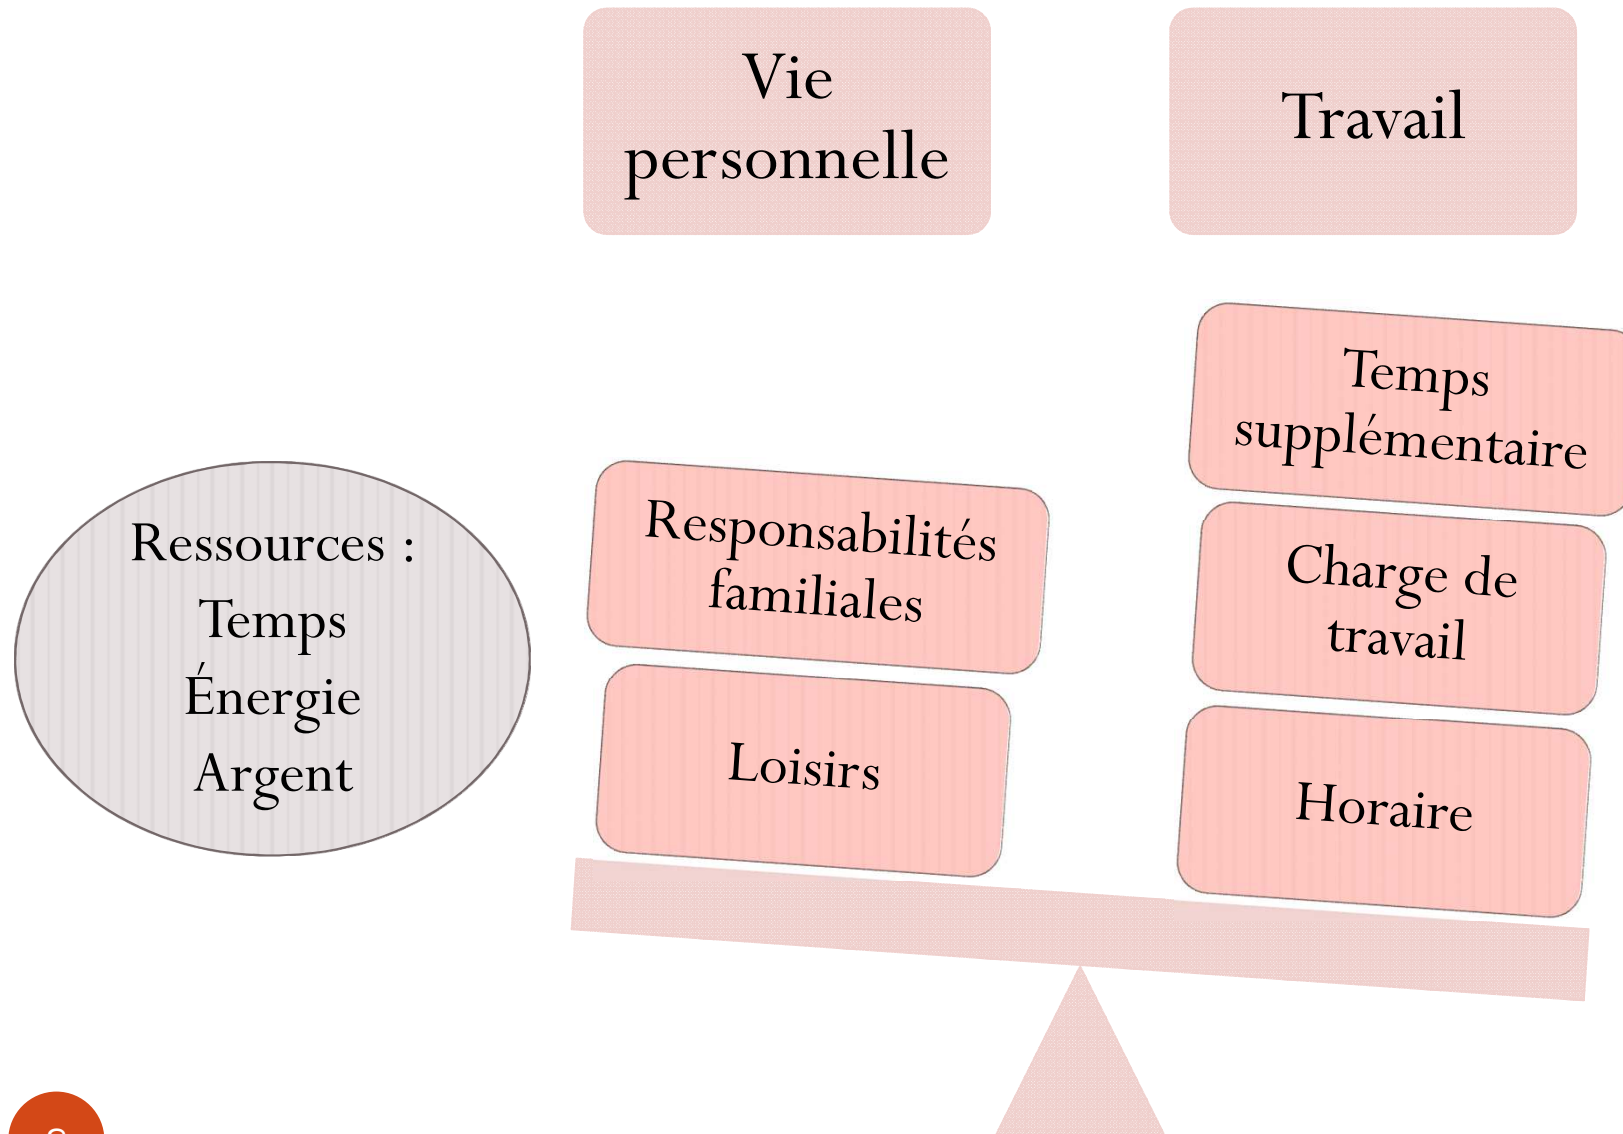 Vie
personnelle
Travail
Temps
supplémentaire
Responsabilités
familiales
Charge de
travail
Loisirs
Horaire
Ressources :
Temps
Énergie
Argent